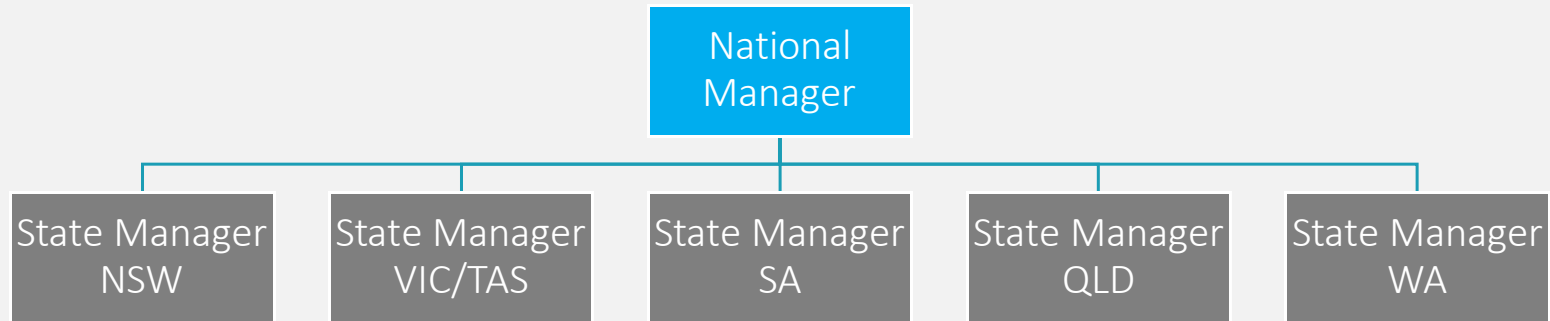 National
Manager
State Manager
NSW
State Manager
VIC/TAS
State Manager
SA
State Manager
QLD
State Manager
WA